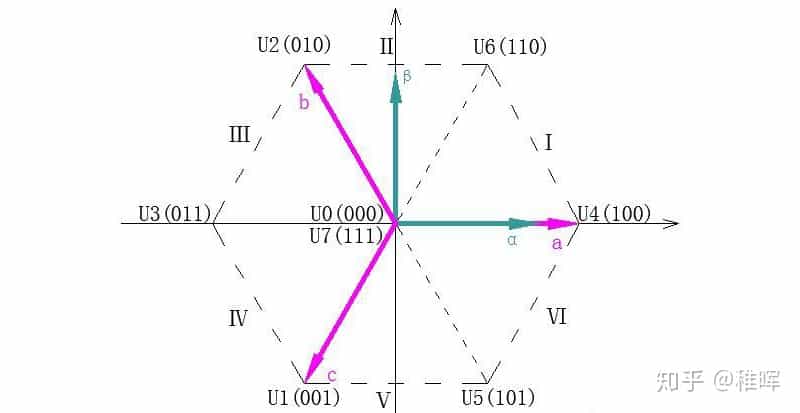 U2(010)
II
U6(110)
β
b
III
I
U3(011)
U0(000)
U4(100)
U7(111)
α
a
IV
VI
c
U1(001)
V
U5(101)
知乎 @稚晖